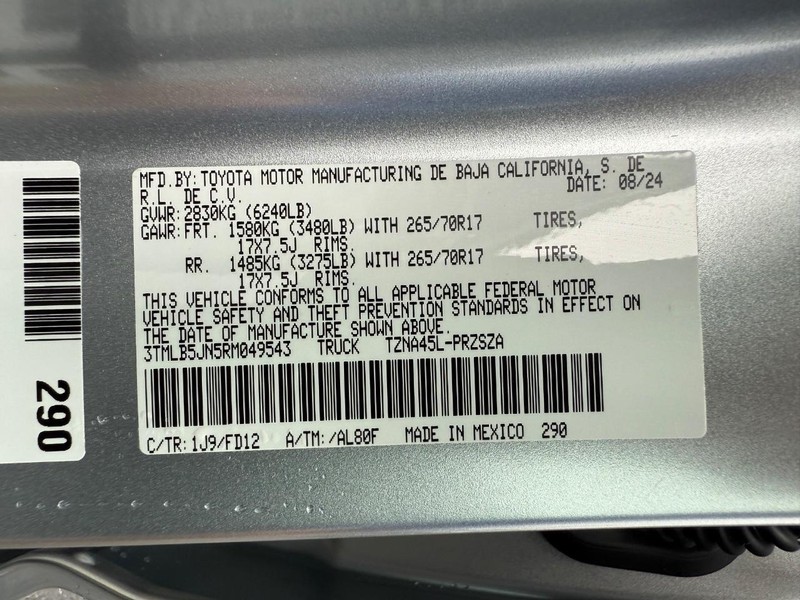 MFD.BY:TOYOTA MOTOR MANUFACTURING DE BAJA CALIFORNIA, S. DE
R.L. DE C.V. DATE: 08/24
GVWR:2830KG (6240LB)
GAWR:FRT. 1580KG (3480LB) WITH 265/70R17 TIRES,
17X7.5J RIMS.
RR. 1485KG (3275LB) WITH 265/70R17 TIRES,
17X7.5J RIMS.
THIS VEHICLE CONFORMS TO ALL APPLICABLE FEDERAL MOTOR
VEHICLE SAFETY AND THEFT PREVENTION STANDARDS IN EFFECT ON
THE DATE OF MANUFACTURE SHOWN ABOVE.
3TMLB5JN5RM049543 TRUCK TZNA45L-PRZSZA
C/TR:1J9/FD12 A/TM:/AL80F MADE IN MEXICO 290
290